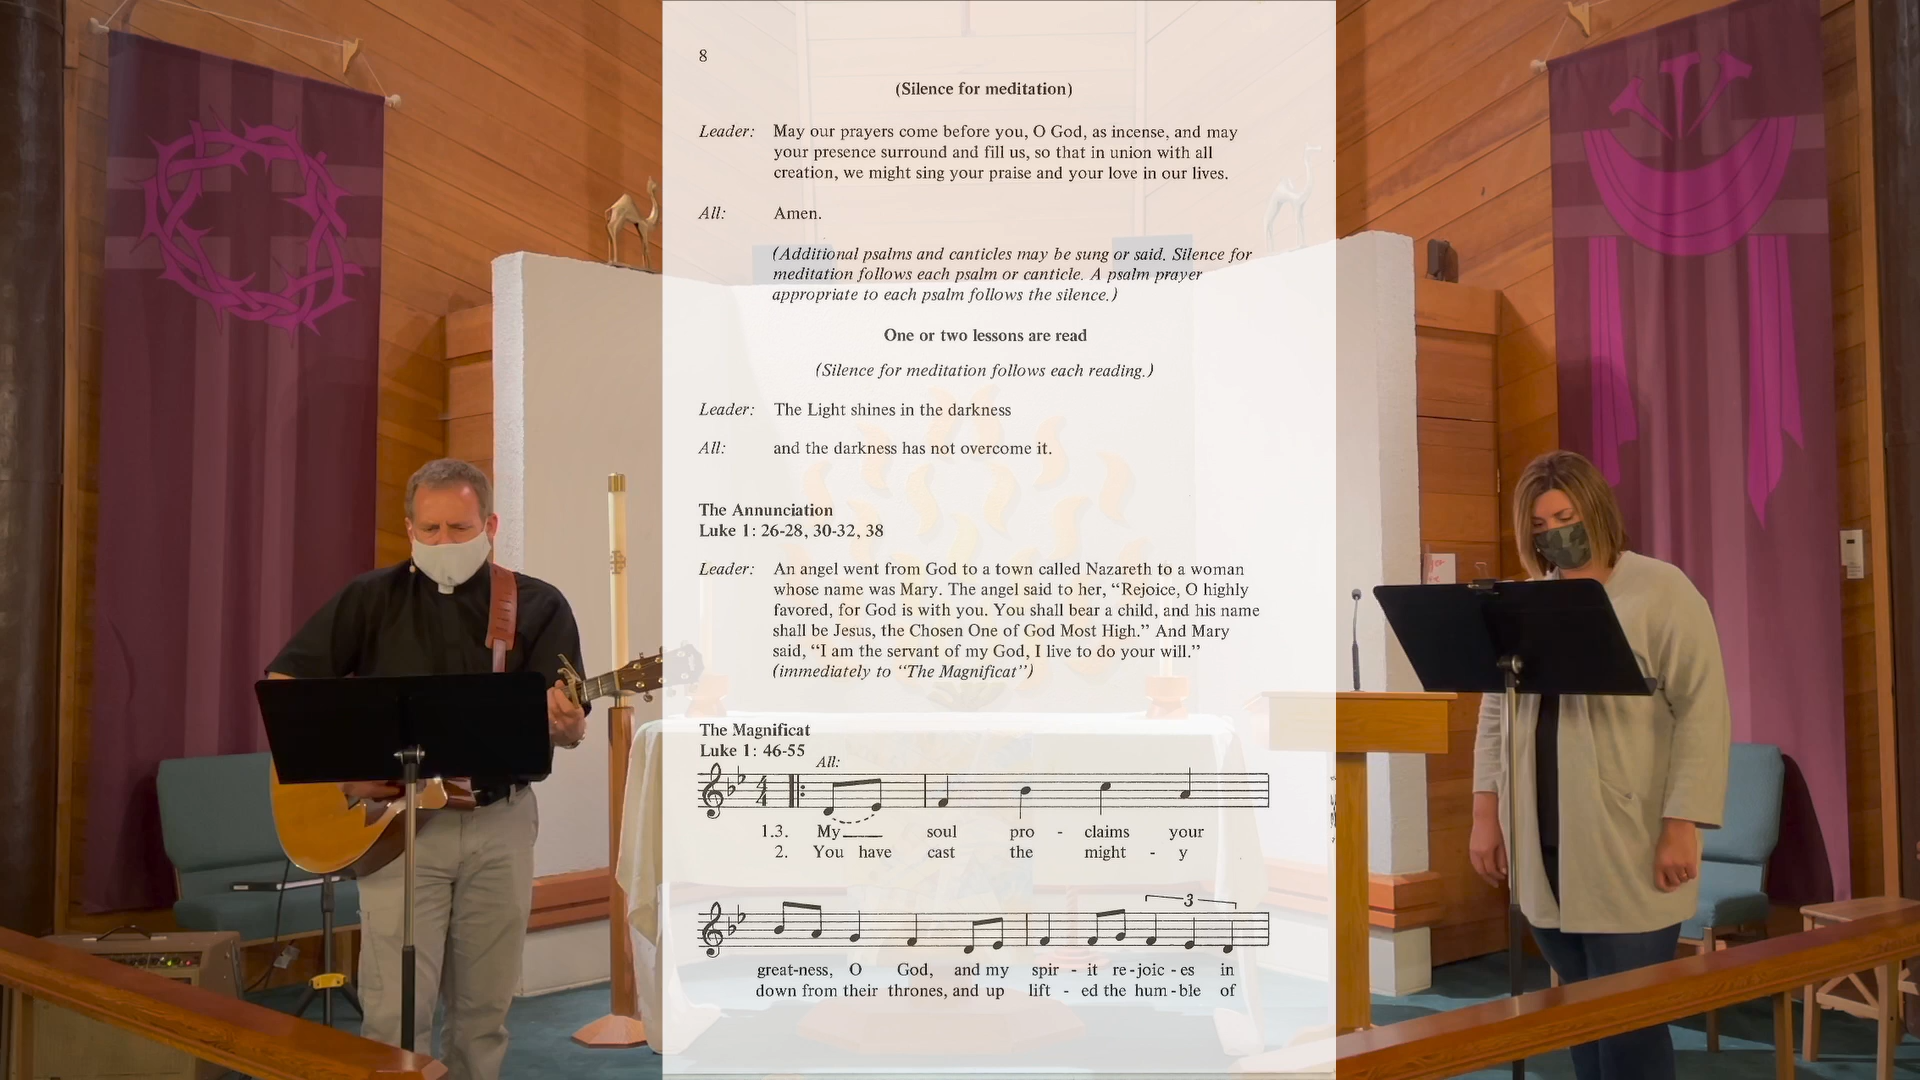 8
(Silence for meditation)
Leader: May our prayers come before you, O God, as incense, and may
your presence surround and fill us, so that in union with all
creation, we might sing your praise and your love in our lives.
All: Amen.
(Additional psalms and canticles may be sung or said. Silence for
meditation follows each psalm or canticle. A psalm prayer
appropriate to each psalm follows the silence.)
One or two lessons are read
(Silence for meditation follows each reading.)
Leader: The Light shines in the darkness
All: and the darkness has not overcome it.
The Annunciation
Luke 1: 26-28, 30-32, 38
Leader: An angel went from God to a town called Nazareth to a woman
whose name was Mary. The angel said to her, “Rejoice, O highly
favored, for God is with you. You shall bear a child, and his name
shall be Jesus, the Chosen One of God Most High.” And Mary
said, “I am the servant of my God, I live to do your will.”
(immediately to “The Magnificat”)
The Magnificat
Luke 1: 46-55
All:
4
4
1.3. My___ soul pro - claims your
2. You have cast the might - y
3
great-ness, O God, and my spir - it re-joic - es in
down from their thrones, and up lift - ed the hum-ble of